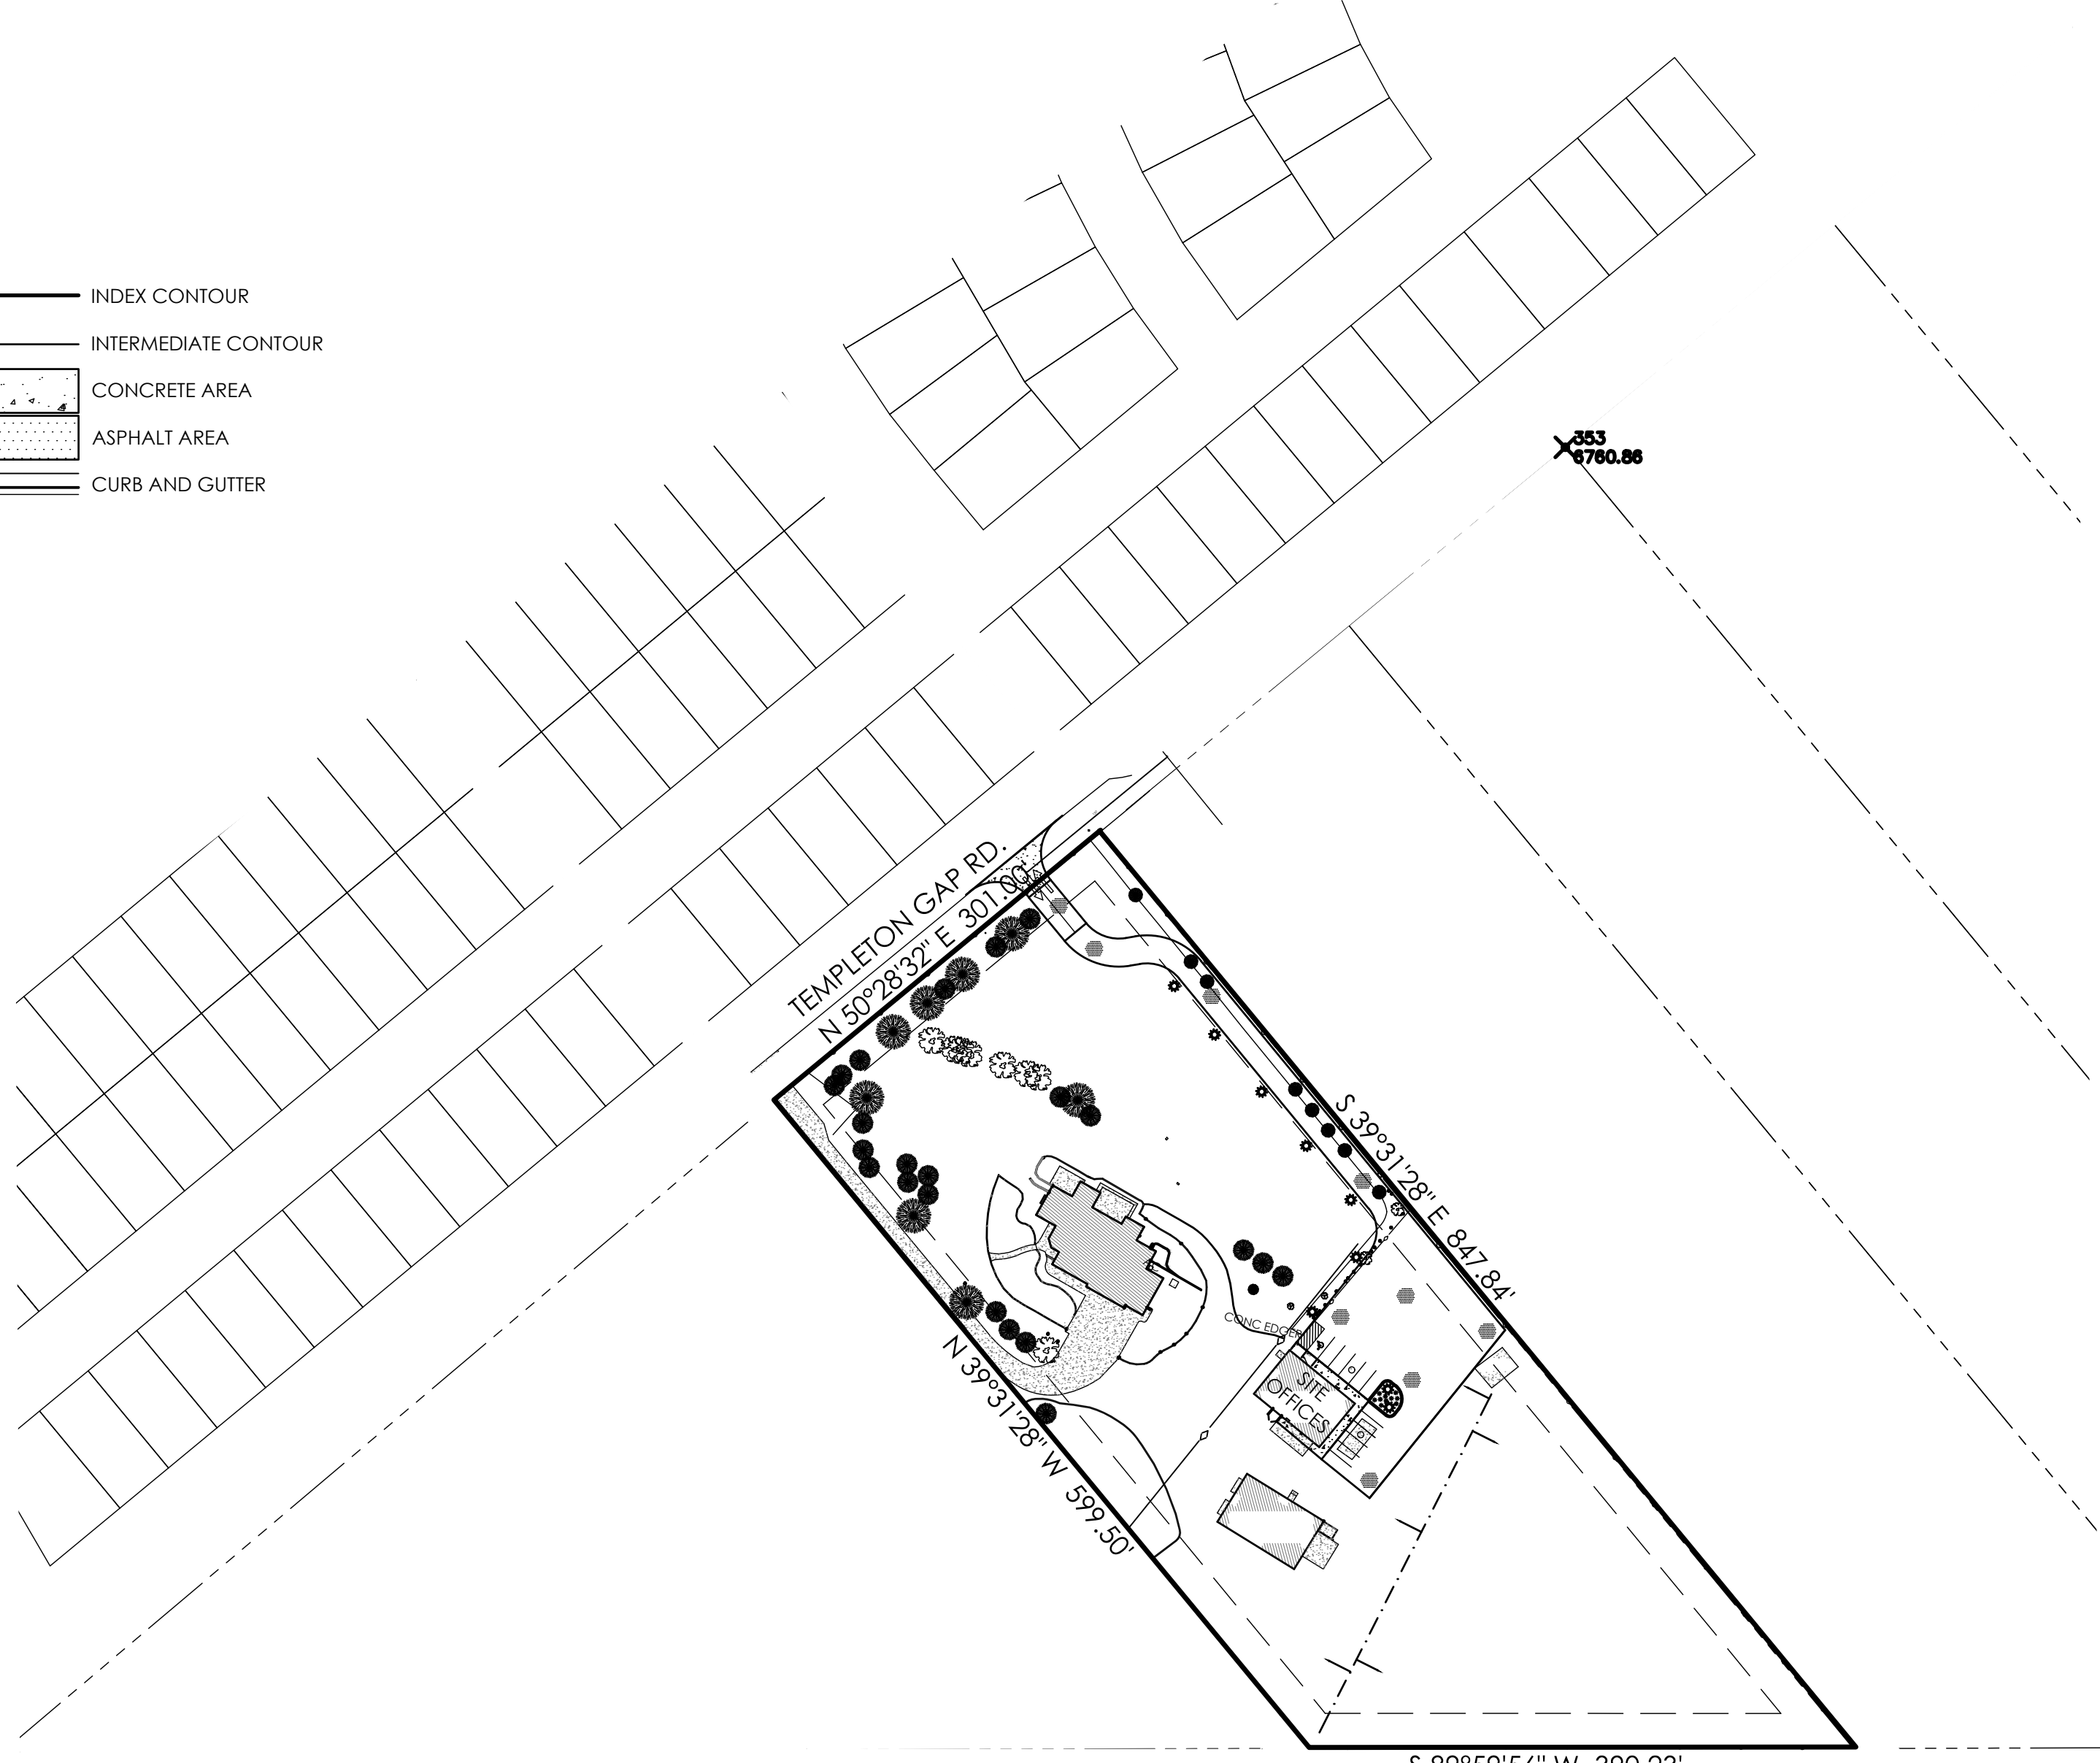 INDEX CONTOUR
INTERMEDIATE CONTOUR
CONCRETE AREA
ASPHALT AREA
CURB AND GUTTER
353
6760.86
TEMPLETON GAP RD.
N 50°28'32" E 301.00'
S 39°31'28" E 847.84'
CONC EDGER
SITE
OFFICES
N 39°31'28" W 599.50'